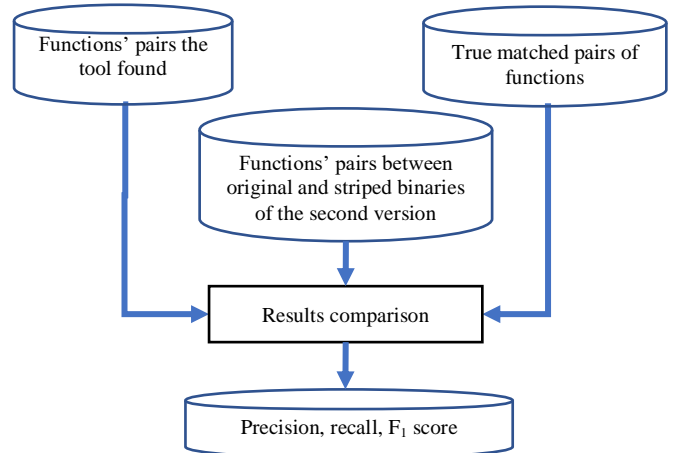 Functions’ pairs the
tool found
True matched pairs of
functions
Functions’ pairs between
original and striped binaries
of the second version
Results comparison
Precision, recall, F₁ score